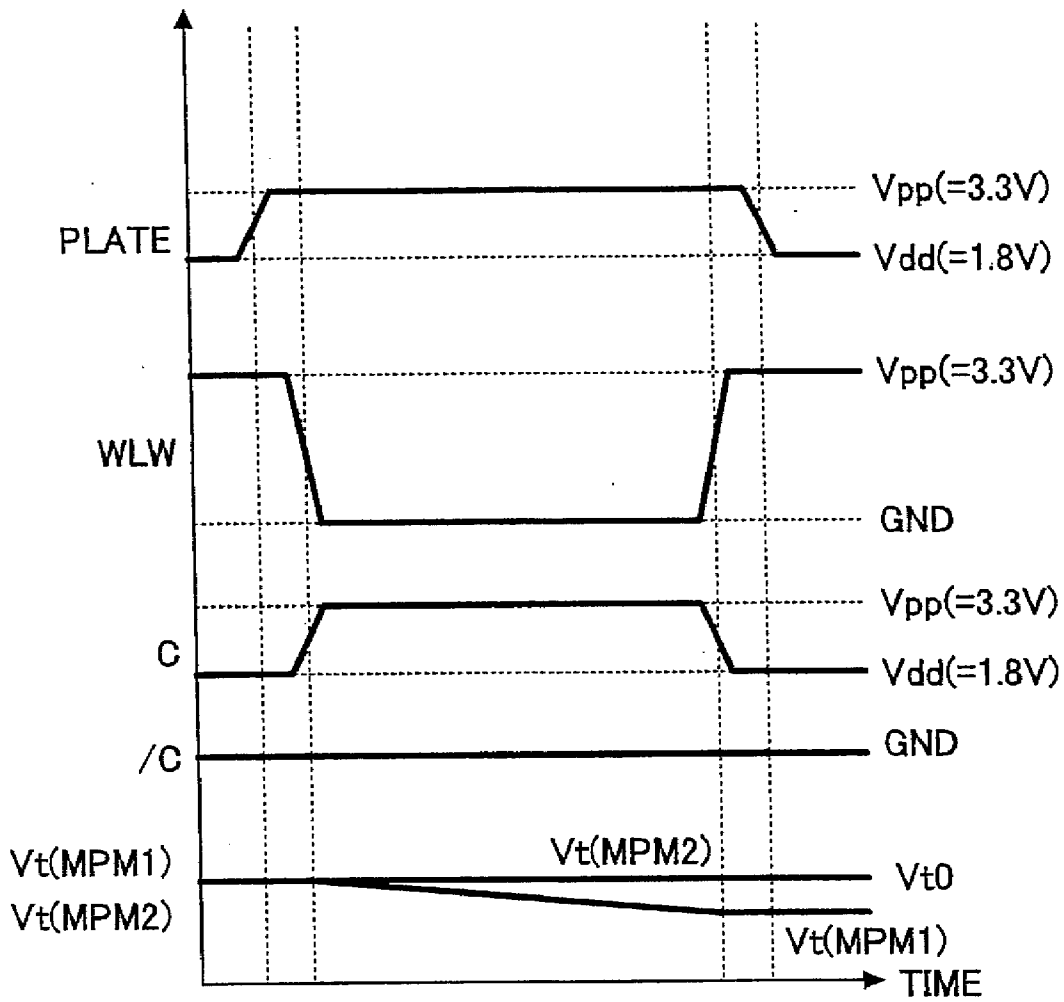 Vpp(=3.3V)
PLATE
Vdd(=1.8V)
Vpp(=3.3V)
WLW
GND
Vpp(=3.3V)
C
Vdd(=1.8V)
/C
GND
Vt(MPM1)
Vt(MPM2)
Vt0
Vt(MPM2)
Vt(MPM1)
TIME